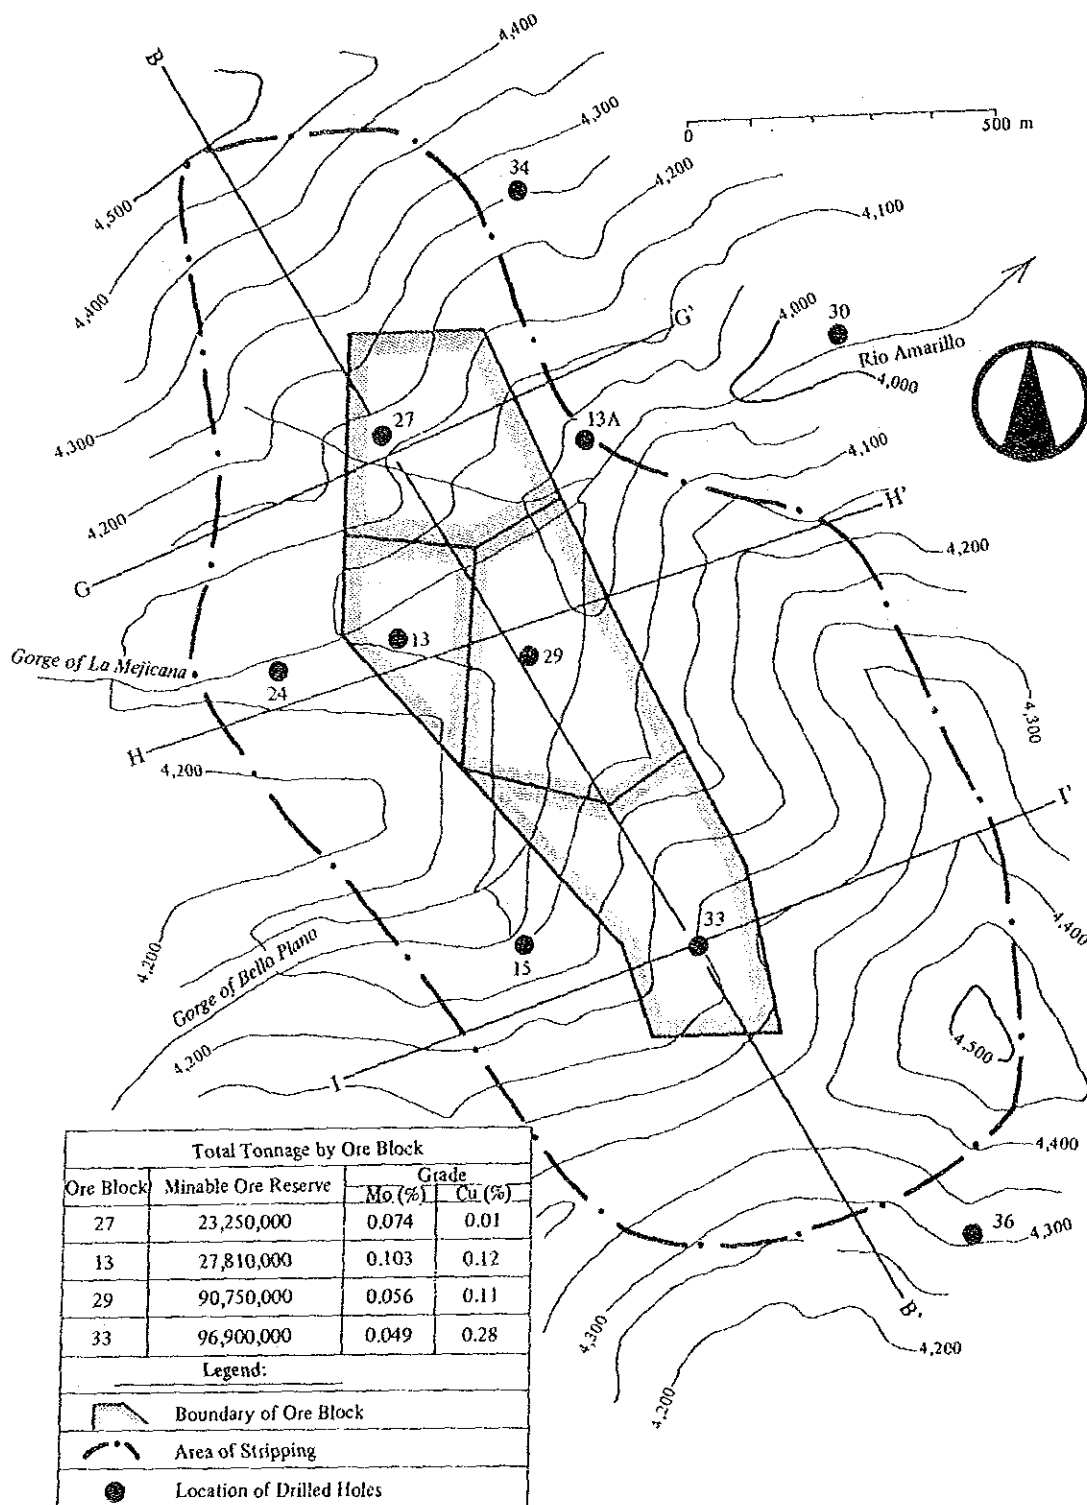 B
4,400
4,300
0 500 m
34
4,200
4,500
4,100
4,400
G'
4,000
30
Rio Amarillo
4,000
27
13A
4,300
4,100
H'
4,200
4,200
G
13
29
Gorge of La Mejicana
24
4,300
H
4,200
I'
33
4,400
4,200
15
Gorge of Bello Plano
4,500
4,200
I
4,400
36
4,300
B'
4,300
4,200
4,200
Total Tonnage by Ore Block
Ore Block Minable Ore Reserve Grade
Mo (%) Cu (%)
27 23,250,000 0.074 0.01
13 27,810,000 0.103 0.12
29 90,750,000 0.056 0.11
33 96,900,000 0.049 0.28
Legend:
Boundary of Ore Block
Area of Stripping
Location of Drilled Holes